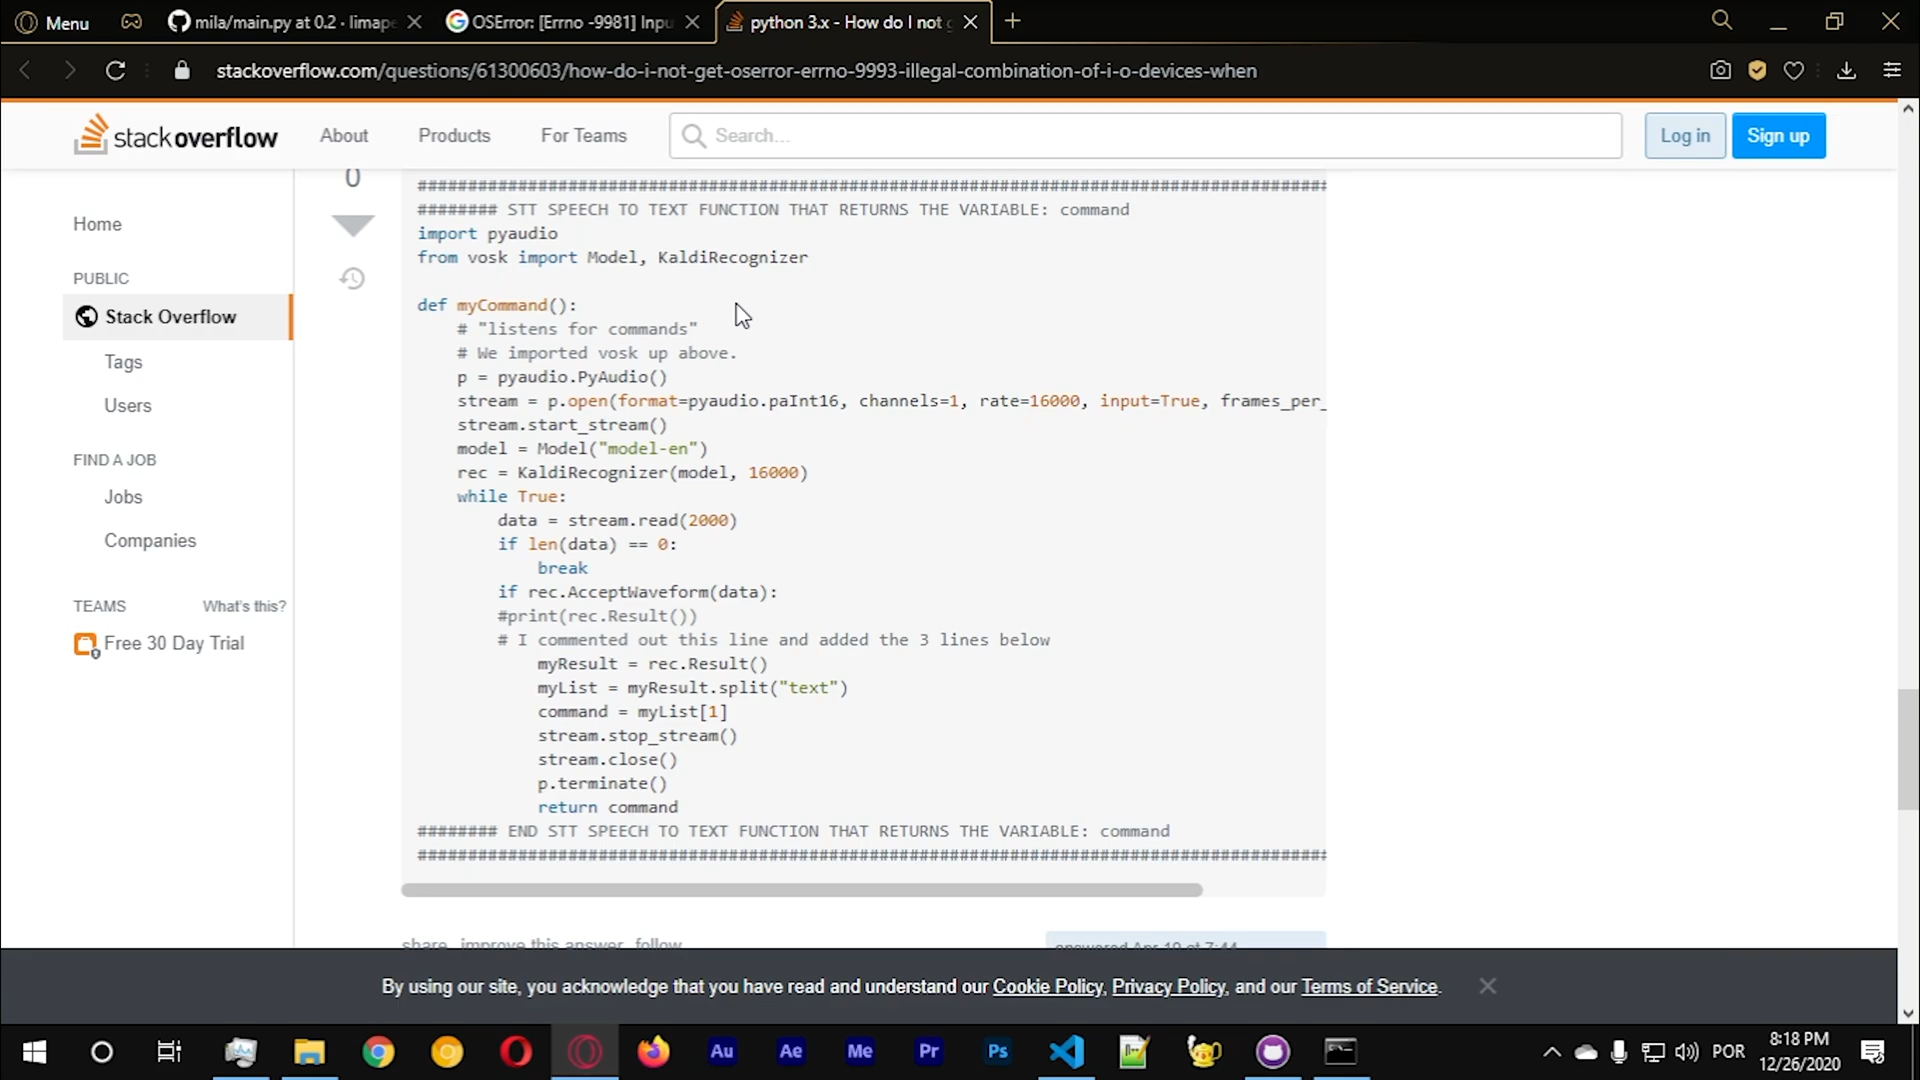 Menu
mila/main.py at 0.2 · limape
OSError: [Errno -9981] Inpu
python 3.x - How do I not g
stackoverflow.com/questions/61300603/how-do-i-not-get-oserror-errno-9993-illegal-combination-of-i-o-devices-when
stackoverflow
About
Products
For Teams
Search...
Log in
Sign up
Home
PUBLIC
Stack Overflow
Tags
Users
FIND A JOB
Jobs
Companies
TEAMS
What's this?
Free 30 Day Trial
0
###########################################################################################
######## STT SPEECH TO TEXT FUNCTION THAT RETURNS THE VARIABLE: command
import pyaudio
from vosk import Model, KaldiRecognizer
def myCommand():
# "listens for commands"
# We imported vosk up above.
p = pyaudio.PyAudio()
stream = p.open(format=pyaudio.paInt16, channels=1, rate=16000, input=True, frames_per_
stream.start_stream()
model = Model("model-en")
rec = KaldiRecognizer(model, 16000)
while True:
data = stream.read(2000)
if len(data) == 0:
break
if rec.AcceptWaveform(data):
#print(rec.Result())
# I commented out this line and added the 3 lines below
myResult = rec.Result()
myList = myResult.split("text")
command = myList[1]
stream.stop_stream()
stream.close()
p.terminate()
return command
######## END STT SPEECH TO TEXT FUNCTION THAT RETURNS THE VARIABLE: command
###########################################################################################
share improve this answer follow
answered Apr 19 at 7:44
By using our site, you acknowledge that you have read and understand our Cookie Policy, Privacy Policy, and our Terms of Service.
Au
Ae
Me
Pr
Ps
POR
8:18 PM
12/26/2020